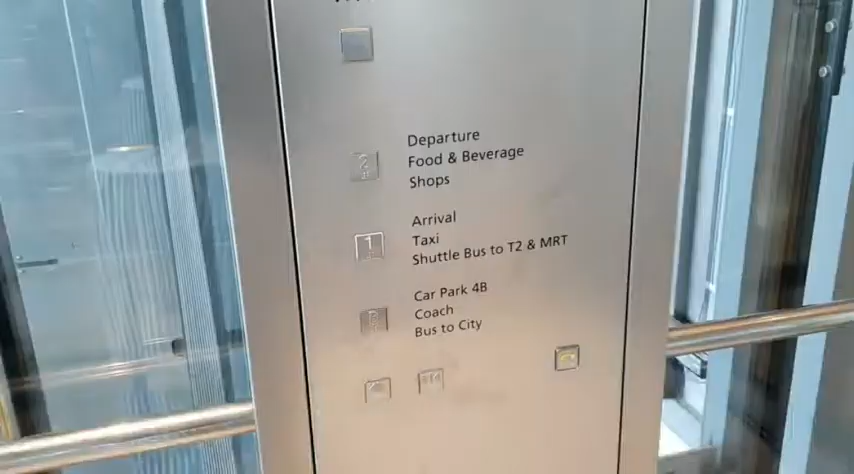 2
Departure
Food & Beverage
Shops
1
Arrival
Taxi
Shuttle Bus to T2 & MRT
Car Park 4B
Coach
Bus to City